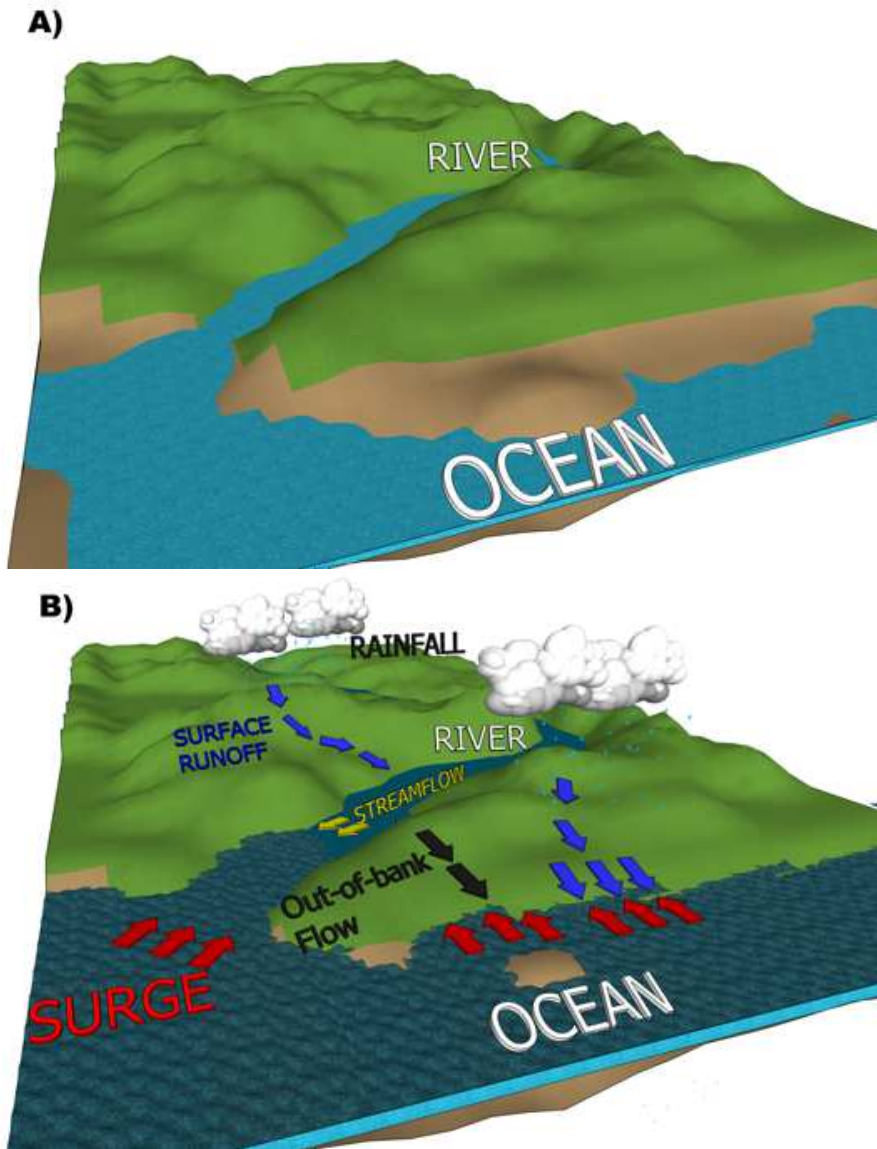 A)
RIVER
OCEAN
B)
RAINFALL
SURFACE
RUNOFF
RIVER
STREAMFLOW
Out-of-bank
Flow
SURGE
OCEAN